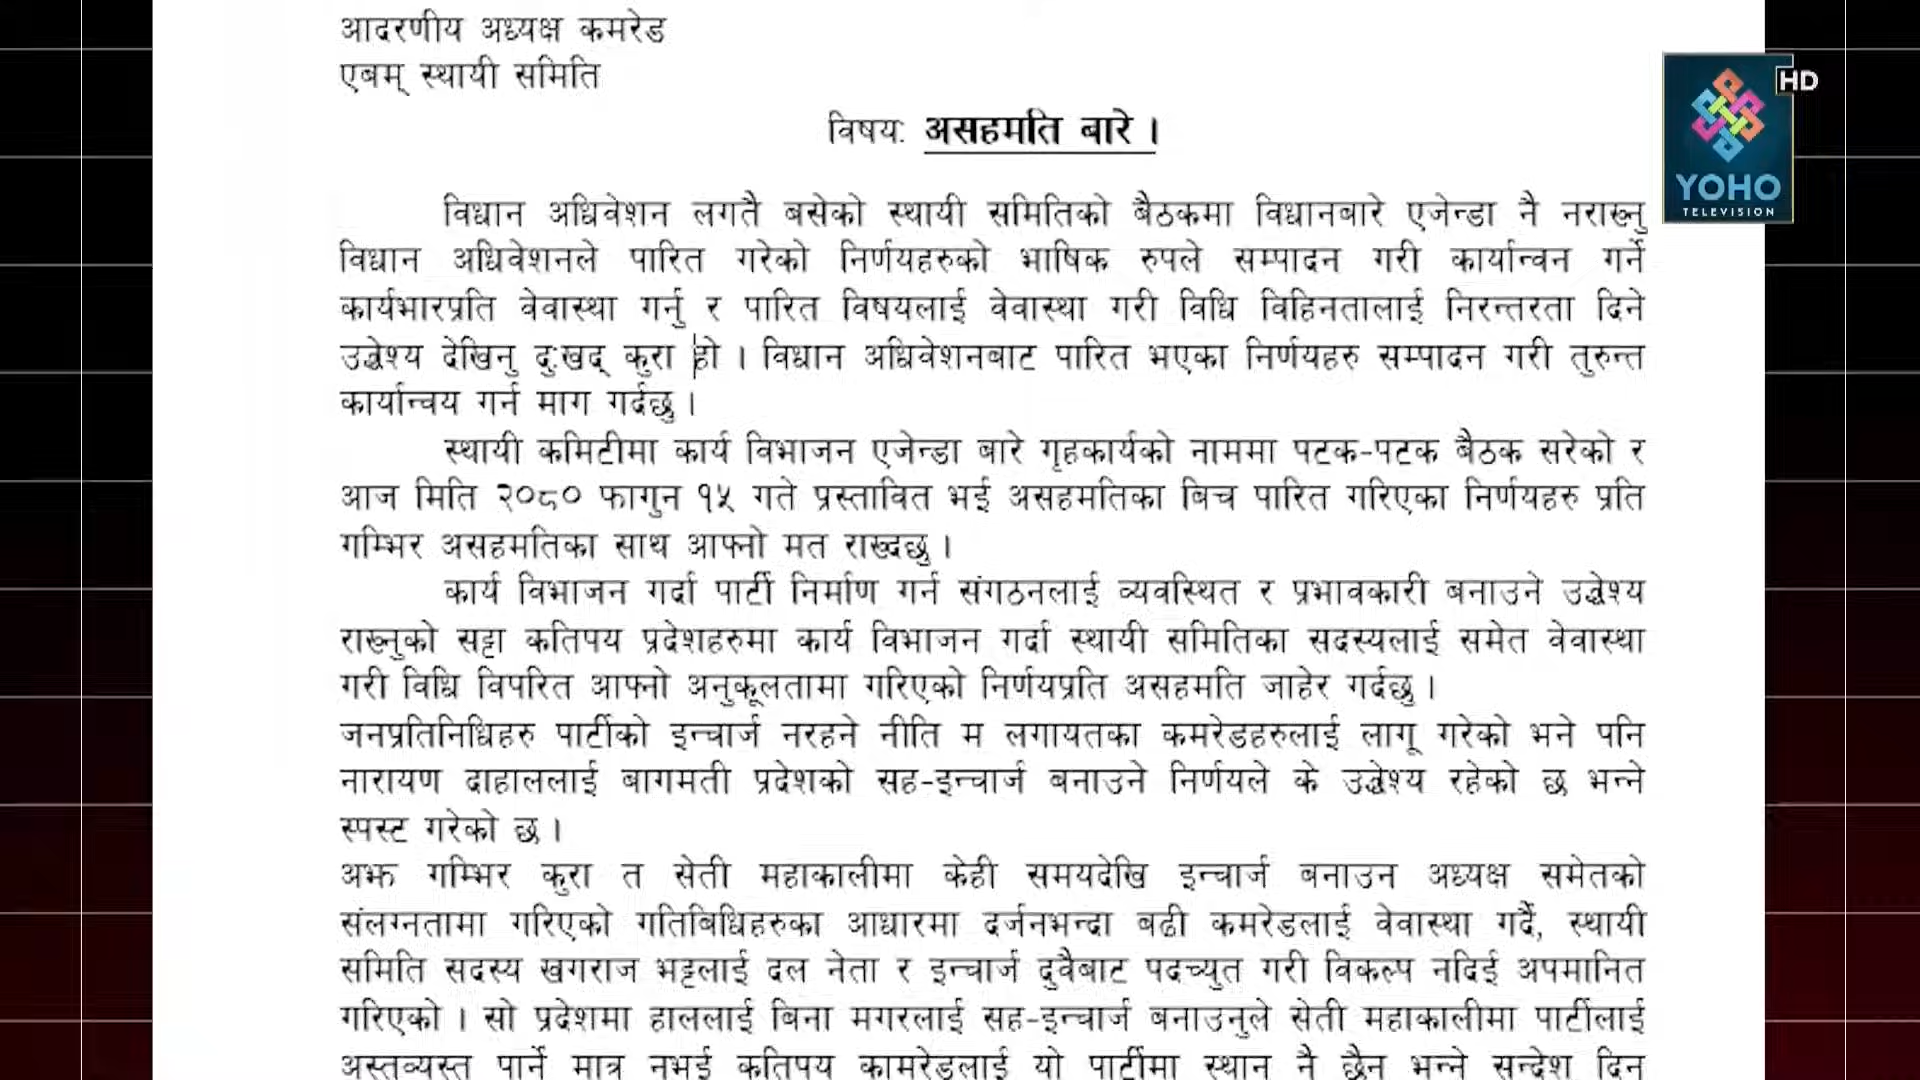 आदरणीय अध्यक्ष कमरेड
एबम् स्थायी समिति
विषय: असहमति बारे ।
विधान अधिवेशन लगतै बसेको स्थायी समितिको बैठकमा विधानबारे एजेन्डा नै नराख्नु
विधान अधिवेशनले पारित गरेको निर्णयहरुको भाषिक रुपले सम्पादन गरी कार्यान्वन गर्ने
कार्यभारप्रति वेवास्था गर्नु र पारित विषयलाई वेवास्था गरी विधि विहिनतालाई निरन्तरता दिने
उद्धेश्य देखिनु दु:खद् कुरा हो । विधान अधिवेशनबाट पारित भएका निर्णयहरु सम्पादन गरी तुरुन्त
कार्यान्वय गर्न माग गर्दछु ।
स्थायी कमिटीमा कार्य विभाजन एजेन्डा बारे गृहकार्यको नाममा पटक-पटक बैठक सरेको र
आज मिति २०८० फागुन १५ गते प्रस्तावित भई असहमतिका बिच पारित गरिएका निर्णयहरु प्रति
गम्भिर असहमतिका साथ आफ्नो मत राख्दछु ।
कार्य विभाजन गर्दा पार्टी निर्माण गर्न संगठनलाई व्यवस्थित र प्रभावकारी बनाउने उद्धेश्य
राख्नुको सट्टा कतिपय प्रदेशहरुमा कार्य विभाजन गर्दा स्थायी समितिका सदस्यलाई समेत वेवास्था
गरी विधि विपरित आफ्नो अनुकूलतामा गरिएको निर्णयप्रति असहमति जाहेर गर्दछु ।
जनप्रतिनिधिहरु पार्टीको इन्चार्ज नरहने नीति म लगायतका कमरेडहरुलाई लागू गरेको भने पनि
नारायण दाहाललाई बागमती प्रदेशको सह-इन्चार्ज बनाउने निर्णयले के उद्धेश्य रहेको छ भन्ने
स्पस्ट गरेको छ ।
अझ गम्भिर कुरा त सेती महाकालीमा केही समयदेखि इन्चार्ज बनाउन अध्यक्ष समेतको
संलग्नतामा गरिएको गतिबिधिहरुका आधारमा दर्जनभन्दा बढी कमरेडलाई वेवास्था गर्दै, स्थायी
समिति सदस्य खगराज भट्टलाई दल नेता र इन्चार्ज दुवैबाट पदच्युत गरी विकल्प नदिई अपमानित
गरिएको । सो प्रदेशमा हाललाई बिना मगरलाई सह-इन्चार्ज बनाउनुले सेती महाकालीमा पार्टीलाई
अस्तव्यस्त पार्ने मात्र नभई कतिपय कामरेडलाई यो पार्टीमा स्थान नै छैन भन्ने सन्देश दिन
HD
YOHO
TELEVISION